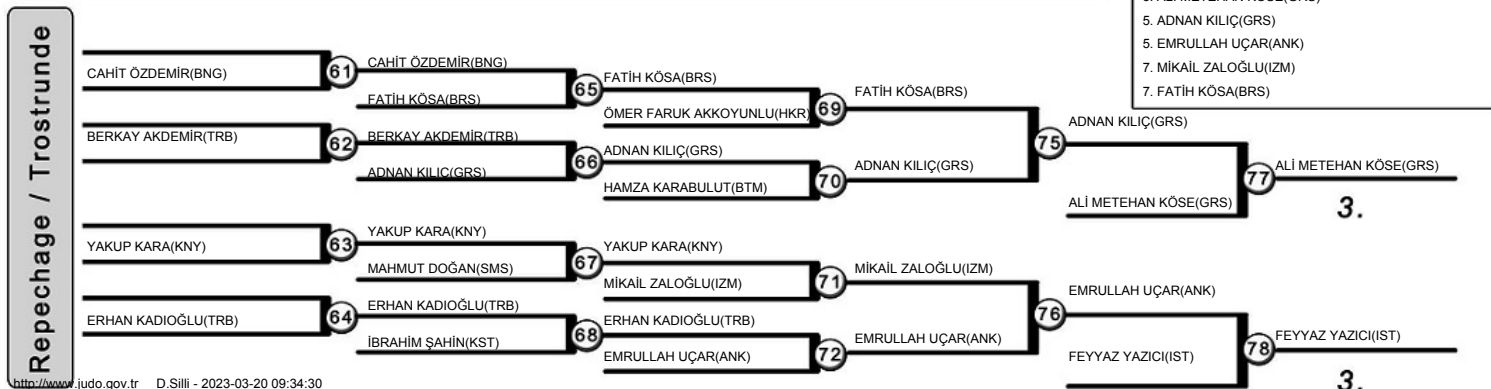 5. ADNAN KILIÇ(GRS)
5. EMRULLAH UÇAR(ANK)
7. MİKAİL ZALOĞLU(IZM)
7. FATİH KÖSA(BRS)
Repechage / Trostrunde
CAHİT ÖZDEMİR(BNG)
61
CAHİT ÖZDEMİR(BNG)
FATİH KÖSA(BRS)
65
FATİH KÖSA(BRS)
ÖMER FARUK AKKOYUNLU(HKR)
69
FATİH KÖSA(BRS)
BERKAY AKDEMİR(TRB)
62
BERKAY AKDEMİR(TRB)
ADNAN KILIÇ(GRS)
66
ADNAN KILIÇ(GRS)
HAMZA KARABULUT(BTM)
70
ADNAN KILIÇ(GRS)
75
ADNAN KILIÇ(GRS)
ALİ METEHAN KÖSE(GRS)
77
ALİ METEHAN KÖSE(GRS)
3.
YAKUP KARA(KNY)
63
YAKUP KARA(KNY)
MAHMUT DOĞAN(SMS)
67
YAKUP KARA(KNY)
MİKAİL ZALOĞLU(IZM)
71
MİKAİL ZALOĞLU(IZM)
ERHAN KADIOĞLU(TRB)
64
ERHAN KADIOĞLU(TRB)
İBRAHİM ŞAHİN(KST)
68
ERHAN KADIOĞLU(TRB)
EMRULLAH UÇAR(ANK)
72
EMRULLAH UÇAR(ANK)
76
EMRULLAH UÇAR(ANK)
FEYYAZ YAZICI(IST)
78
FEYYAZ YAZICI(IST)
3.
http://www.judo.gov.tr D.Silli - 2023-03-20 09:34:30